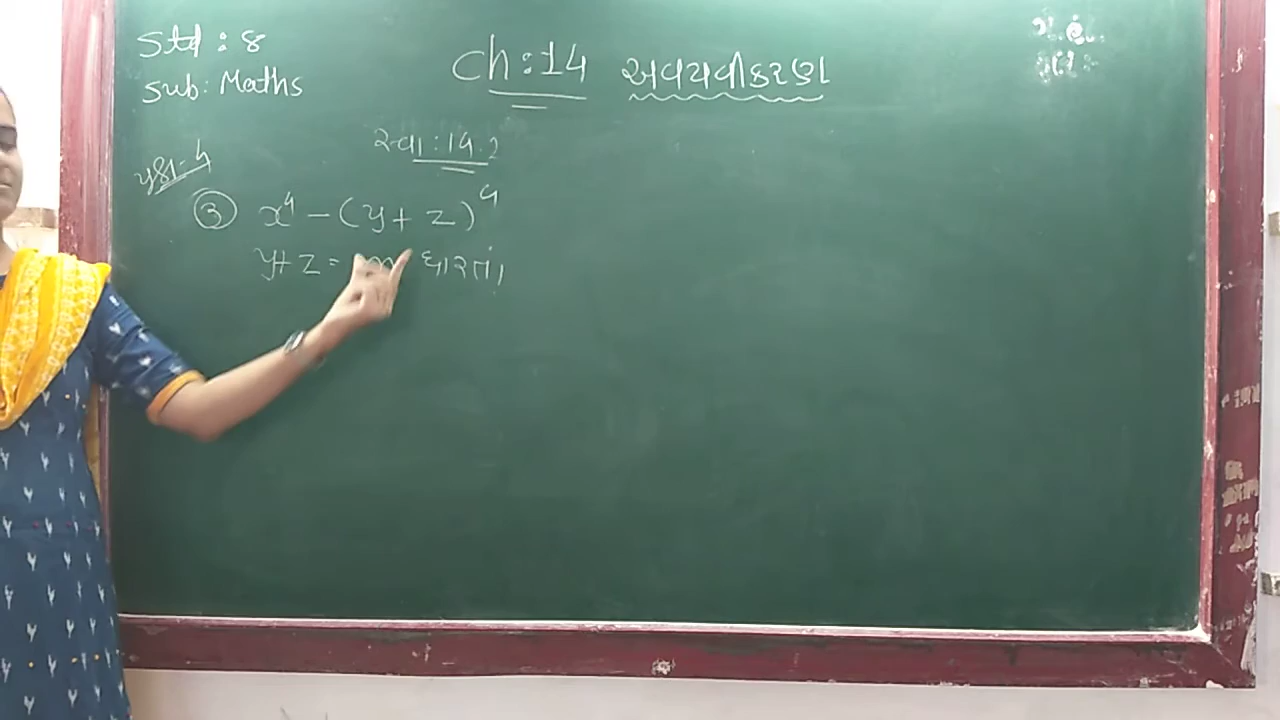 Std : 8
Sub: Maths
Ch:14 અવયવીકરણ
સ્વા : 14.2
પ્રશ્ન- 4
③ x⁴ − (y + z)⁴
y + z = m ધારતાં,